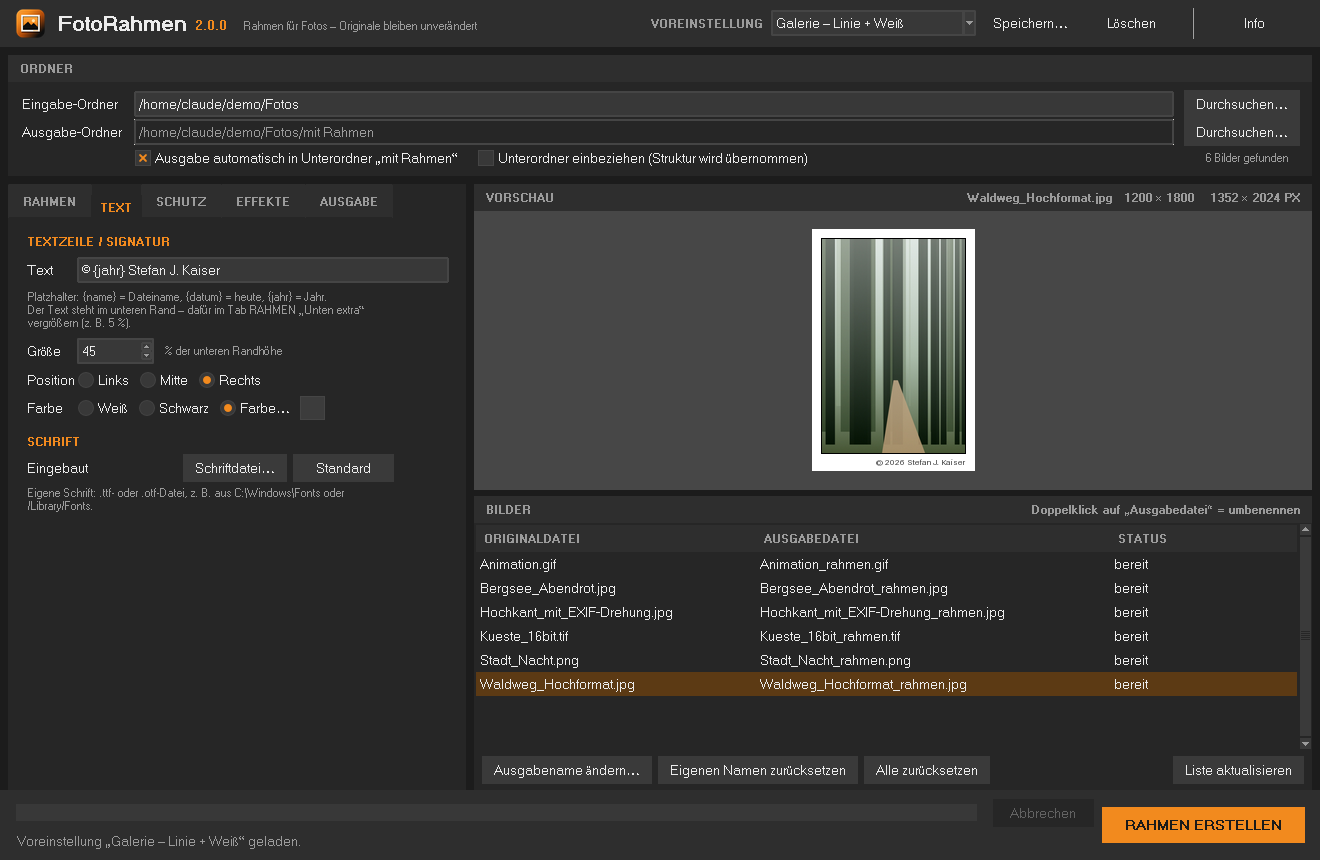 FotoRahmen 2.0.0 Rahmen für Fotos – Originale bleiben unverändert VOREINSTELLUNG Galerie – Linie + Weiß Speichern... Löschen Info
ORDNER
Eingabe-Ordner /home/claude/demo/Fotos Durchsuchen...
Ausgabe-Ordner /home/claude/demo/Fotos/mit Rahmen Durchsuchen...
Ausgabe automatisch in Unterordner „mit Rahmen“ Unterordner einbeziehen (Struktur wird übernommen) 6 Bilder gefunden
RAHMEN TEXT SCHUTZ EFFEKTE AUSGABE
TEXTZEILE / SIGNATUR
Text © {jahr} Stefan J. Kaiser
Platzhalter: {name} = Dateiname, {datum} = heute, {jahr} = Jahr.
Der Text steht im unteren Rand – dafür im Tab RAHMEN „Unten extra“
vergrößern (z. B. 5 %).
Größe 45 % der unteren Randhöhe
Position Links Mitte Rechts
Farbe Weiß Schwarz Farbe...
SCHRIFT
Eingebaut Schriftdatei... Standard
Eigene Schrift: .ttf- oder .otf-Datei, z. B. aus C:\Windows\Fonts oder
/Library/Fonts.
VORSCHAU Waldweg_Hochformat.jpg 1200 × 1800 1352 × 2024 PX
© 2026 Stefan J. Kaiser
BILDER Doppelklick auf „Ausgabedatei“ = umbenennen
ORIGINALDATEI AUSGABEDATEI STATUS
Animation.gif Animation_rahmen.gif bereit
Bergsee_Abendrot.jpg Bergsee_Abendrot_rahmen.jpg bereit
Hochkant_mit_EXIF-Drehung.jpg Hochkant_mit_EXIF-Drehung_rahmen.jpg bereit
Kueste_16bit.tif Kueste_16bit_rahmen.tif bereit
Stadt_Nacht.png Stadt_Nacht_rahmen.png bereit
Waldweg_Hochformat.jpg Waldweg_Hochformat_rahmen.jpg bereit
Ausgabename ändern... Eigenen Namen zurücksetzen Alle zurücksetzen Liste aktualisieren
Abbrechen RAHMEN ERSTELLEN
Voreinstellung „Galerie – Linie + Weiß“ geladen.